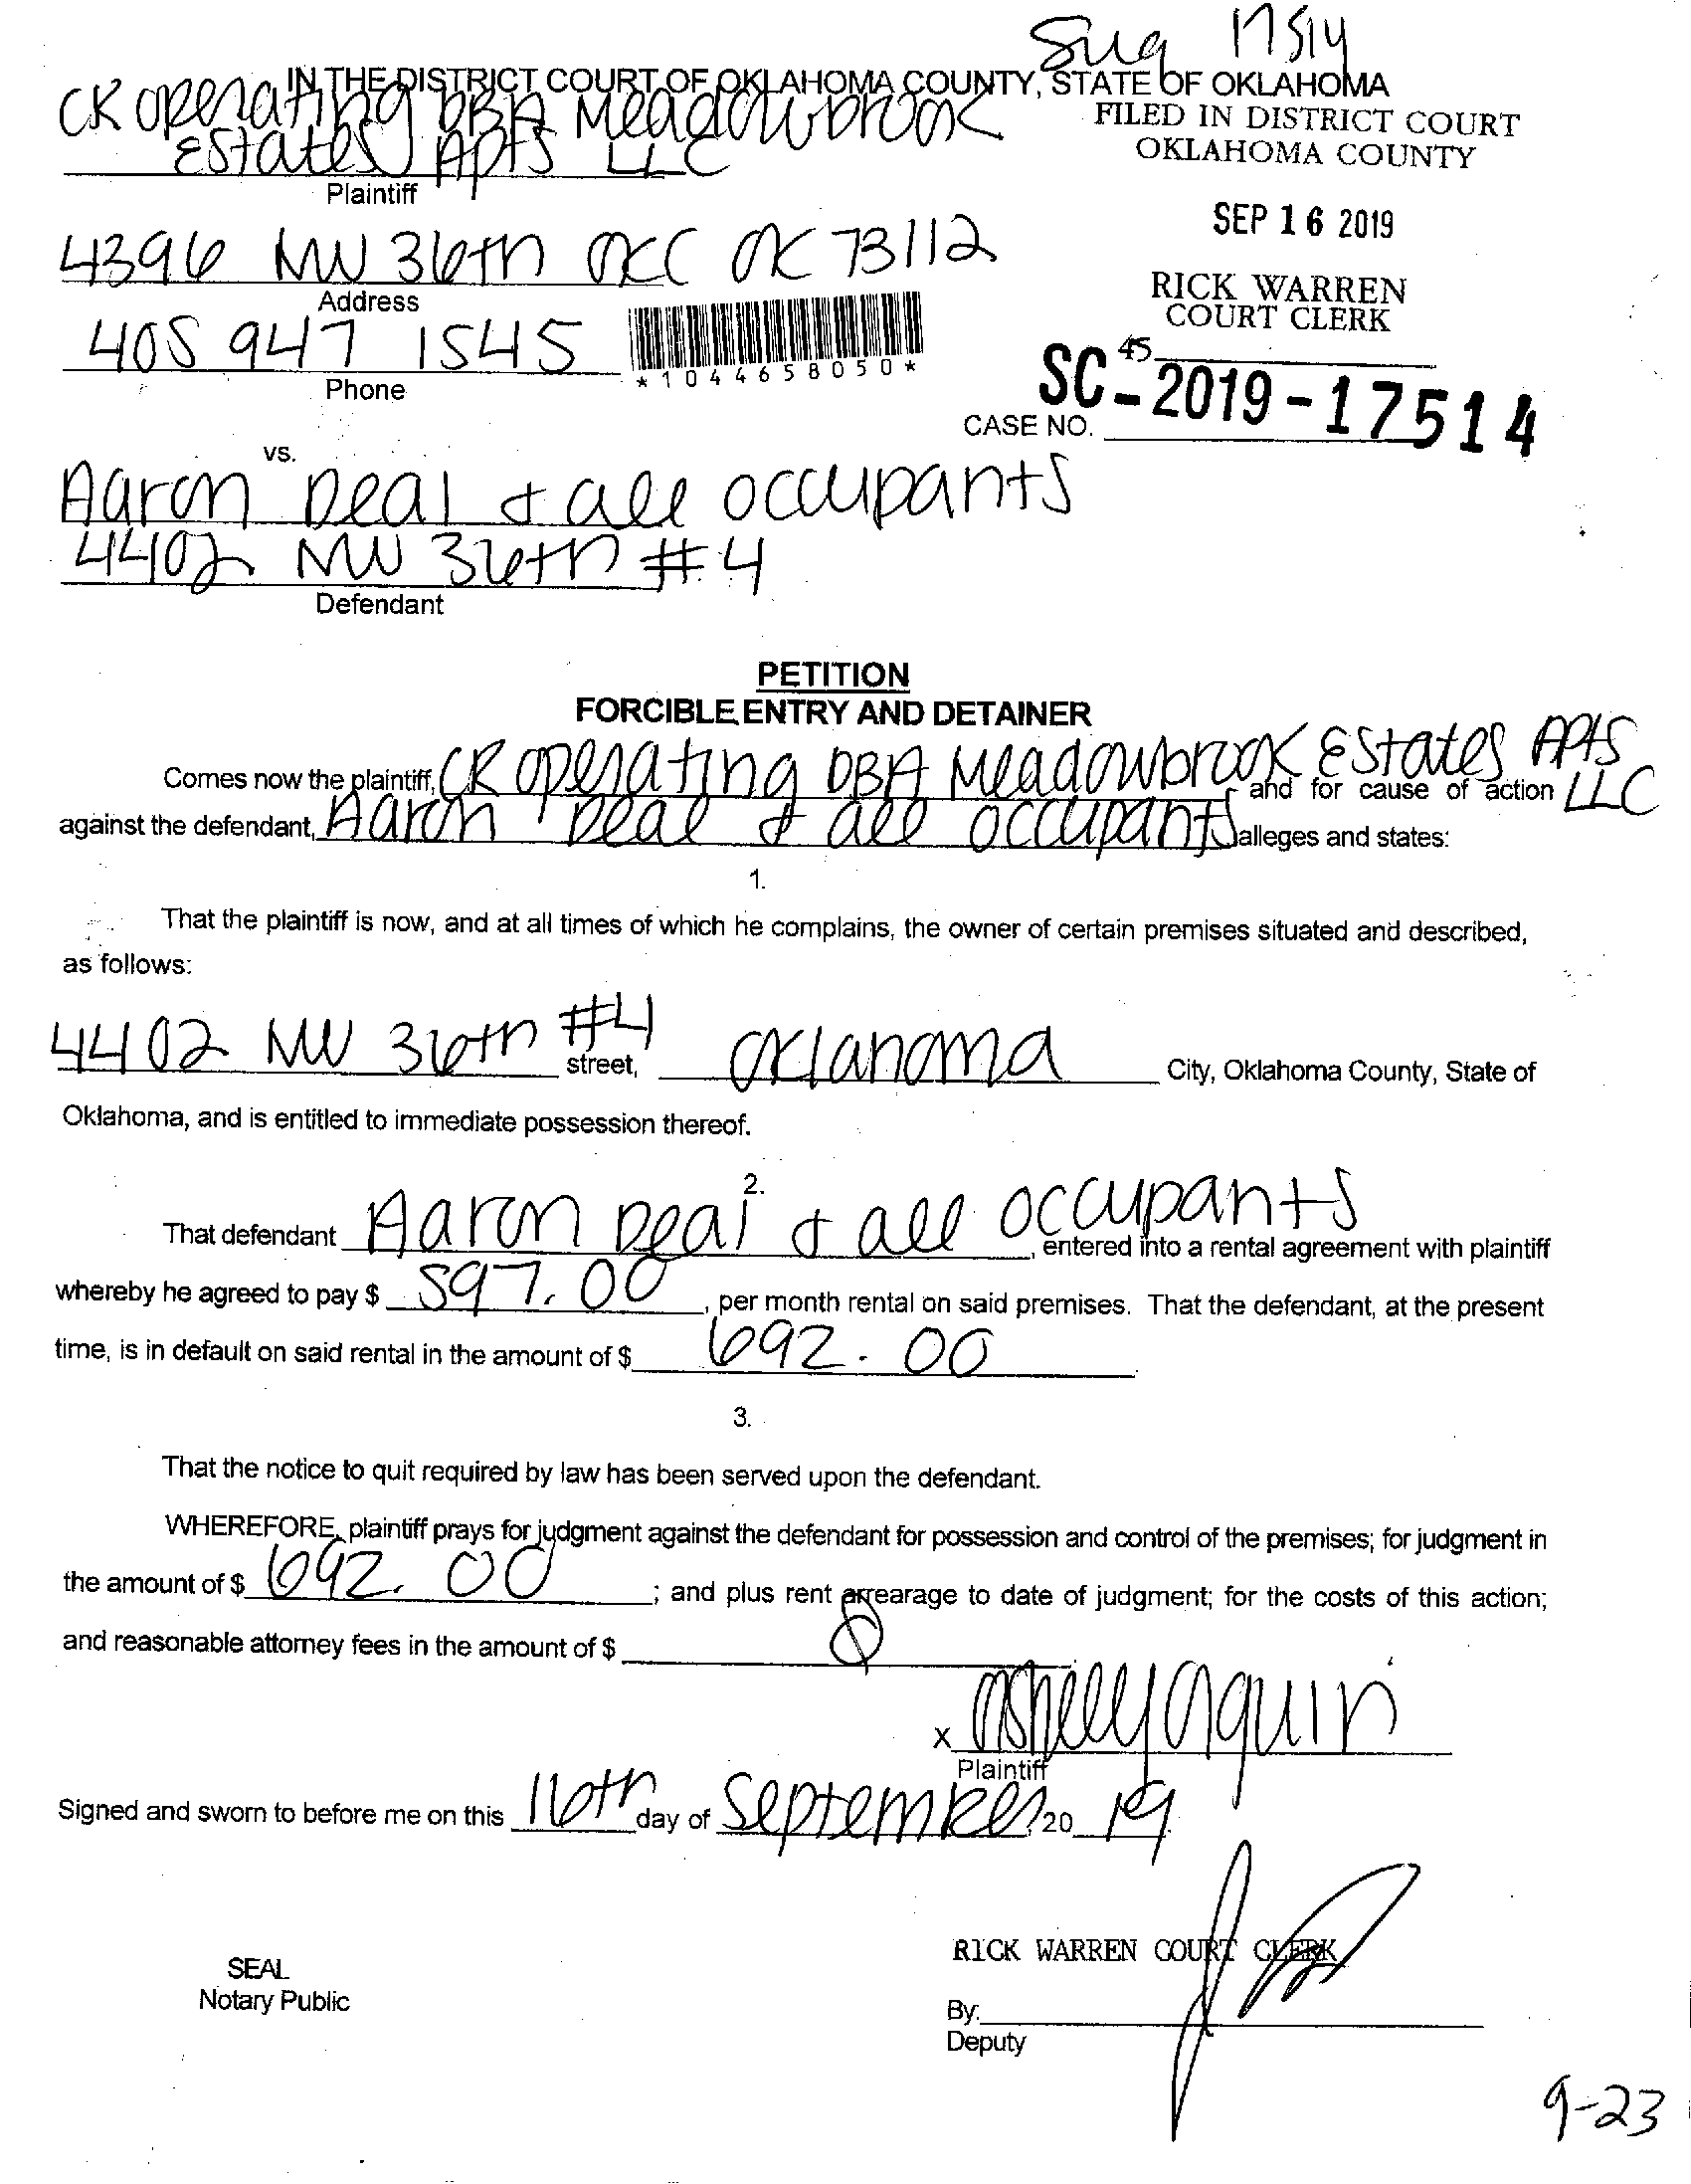 17514
IN THE DISTRICT COURT OF OKLAHOMA COUNTY, STATE OF OKLAHOMA
CK operating DBA Meadowbrook
Estates Apts LLC
Plaintiff
FILED IN DISTRICT COURT
OKLAHOMA COUNTY
SEP 16 2019
RICK WARREN
COURT CLERK
45
4396 NW 36th OKC OK 73112
Address
405 947 1545
Phone
*1044658050*
SC-2019-17514
CASE NO.
vs.
Aaron Deal & all occupants
4402 NW 36th #4
Defendant
PETITION
FORCIBLE ENTRY AND DETAINER
Comes now the plaintiff, CK operating DBA Meadowbrook Estates Apts LLC and for cause of action
against the defendant, Aaron Deal & all occupants alleges and states:
1.
That the plaintiff is now, and at all times of which he complains, the owner of certain premises situated and described,
as follows:
4402 NW 36th #4 street, Oklahoma City, Oklahoma County, State of
Oklahoma, and is entitled to immediate possession thereof.
2.
That defendant Aaron Deal & all occupants, entered into a rental agreement with plaintiff
whereby he agreed to pay $ 597.00, per month rental on said premises. That the defendant, at the present
time, is in default on said rental in the amount of $ 692.00
3.
That the notice to quit required by law has been served upon the defendant.
WHEREFORE, plaintiff prays for judgment against the defendant for possession and control of the premises; for judgment in
the amount of $ 692.00; and plus rent arrearage to date of judgment; for the costs of this action;
and reasonable attorney fees in the amount of $ 0
x
Plaintiff
Signed and sworn to before me on this 16th day of September, 20 19
RICK WARREN COURT CLERK
SEAL
Notary Public
By:
Deputy
9-23